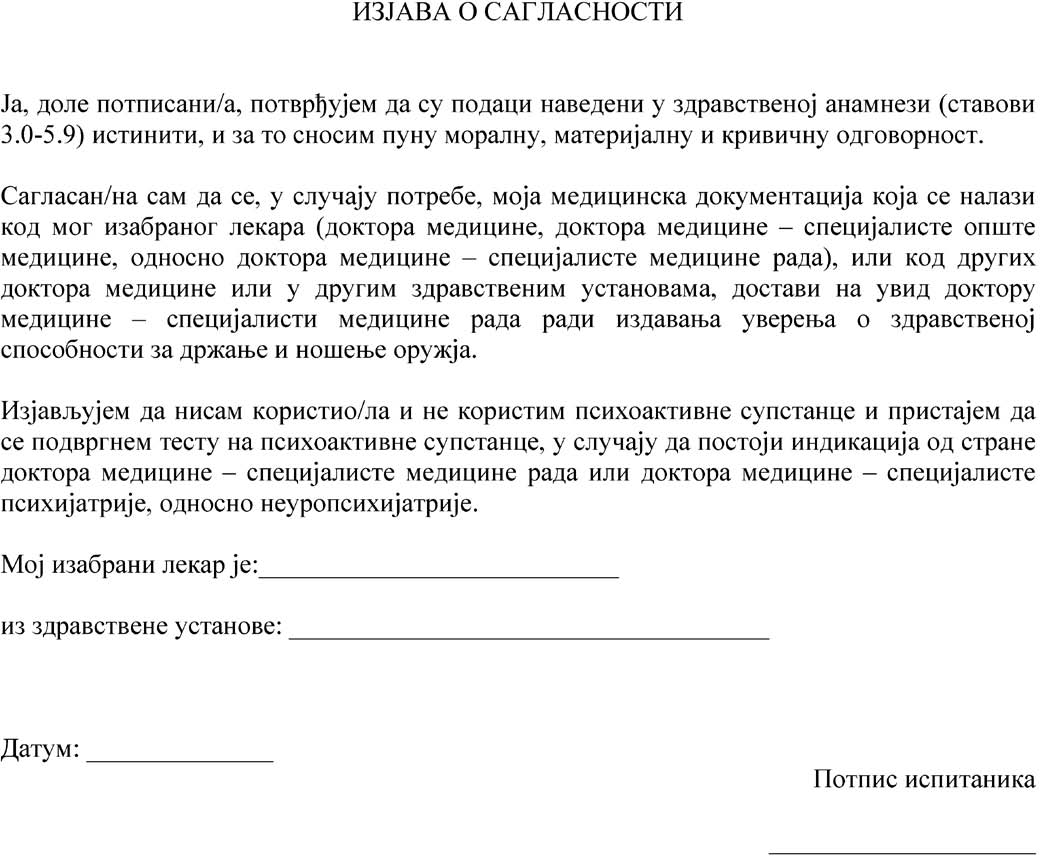 ИЗЈАВА О САГЛАСНОСТИ
Ја, доле потписани/а, потврђујем да су подаци наведени у здравственој анамнези (ставови
3.0-5.9) истинити, и за то сносим пуну моралну, материјалну и кривичну одговорност.
Сагласан/на сам да се, у случају потребе, моја медицинска документација која се налази
код мог изабраног лекара (доктора медицине, доктора медицине – специјалисте опште
медицине, односно доктора медицине – специјалисте медицине рада), или код других
доктора медицине или у другим здравственим установама, достави на увид доктору
медицине – специјалисти медицине рада ради издавања уверења о здравственој
способности за држање и ношење оружја.
Изјављујем да нисам користио/ла и не користим психоактивне супстанце и пристајем да
се подвргнем тесту на психоактивне супстанце, у случају да постоји индикација од стране
доктора медицине – специјалисте медицине рада или доктора медицине – специјалисте
психијатрије, односно неуропсихијатрије.
Мој изабрани лекар је:___________________________
из здравствене установе: ____________________________________
Датум: ______________
Потпис испитаника
____________________